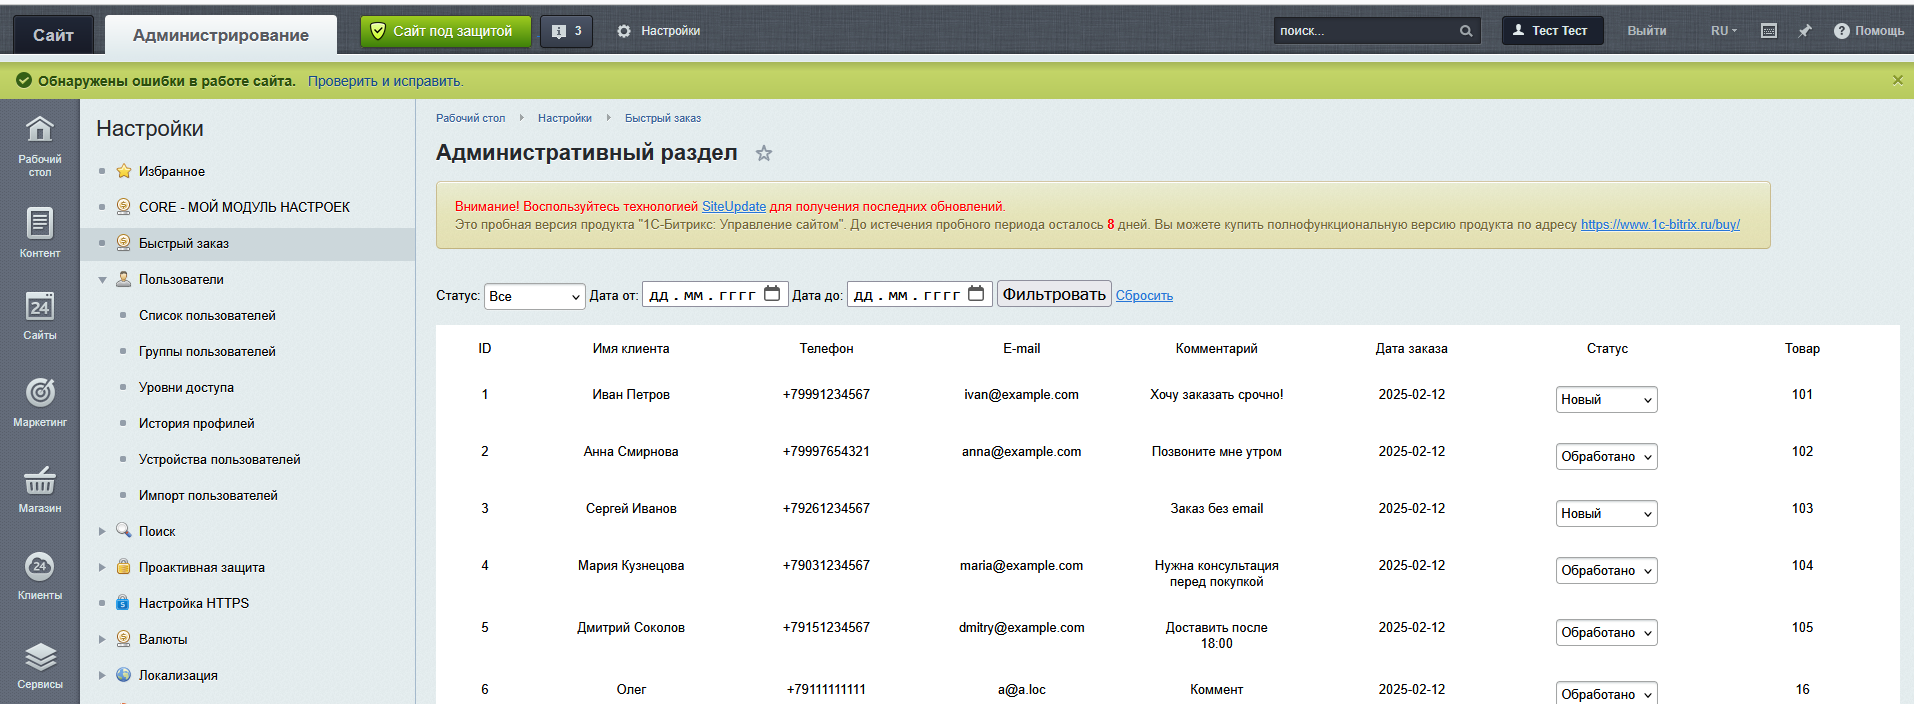 Сайт
Администрирование
Сайт под защитой
3
Настройки
поиск...
Тест Тест
Выйти
RU
Помощь
Обнаружены ошибки в работе сайта. Проверить и исправить.
Рабочий стол
Контент
24
Сайты
Маркетинг
Магазин
24
Клиенты
Сервисы
Настройки
Избранное
CORE - МОЙ МОДУЛЬ НАСТРОЕК
Быстрый заказ
Пользователи
Список пользователей
Группы пользователей
Уровни доступа
История профилей
Устройства пользователей
Импорт пользователей
Поиск
Проактивная защита
Настройка HTTPS
Валюты
Локализация
Рабочий стол Настройки Быстрый заказ
Административный раздел
Внимание! Воспользуйтесь технологией SiteUpdate для получения последних обновлений.
Это пробная версия продукта "1С-Битрикс: Управление сайтом". До истечения пробного периода осталось 8 дней. Вы можете купить полнофункциональную версию продукта по адресу https://www.1c-bitrix.ru/buy/
Статус: Все Дата от: дд.мм.гггг Дата до: дд.мм.гггг Фильтровать Сбросить
ID Имя клиента Телефон E-mail Комментарий Дата заказа Статус Товар
1 Иван Петров +79991234567 ivan@example.com Хочу заказать срочно! 2025-02-12 Новый 101
2 Анна Смирнова +79997654321 anna@example.com Позвоните мне утром 2025-02-12 Обработано 102
3 Сергей Иванов +79261234567 Заказ без email 2025-02-12 Новый 103
4 Мария Кузнецова +79031234567 maria@example.com Нужна консультация 2025-02-12 Обработано 104
перед покупкой
5 Дмитрий Соколов +79151234567 dmitry@example.com Доставить после 2025-02-12 Обработано 105
18:00
6 Олег +79111111111 a@a.loc Коммент 2025-02-12 Обработано 16